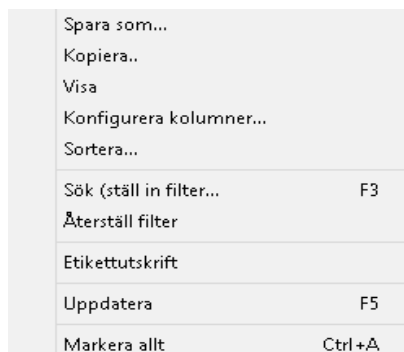 Spara som...
Kopiera..
Visa
Konfigurera kolumner...
Sortera...
Sök (ställ in filter... F3
Återställ filter
Etikettutskrift
Uppdatera F5
Markera allt Ctrl+A